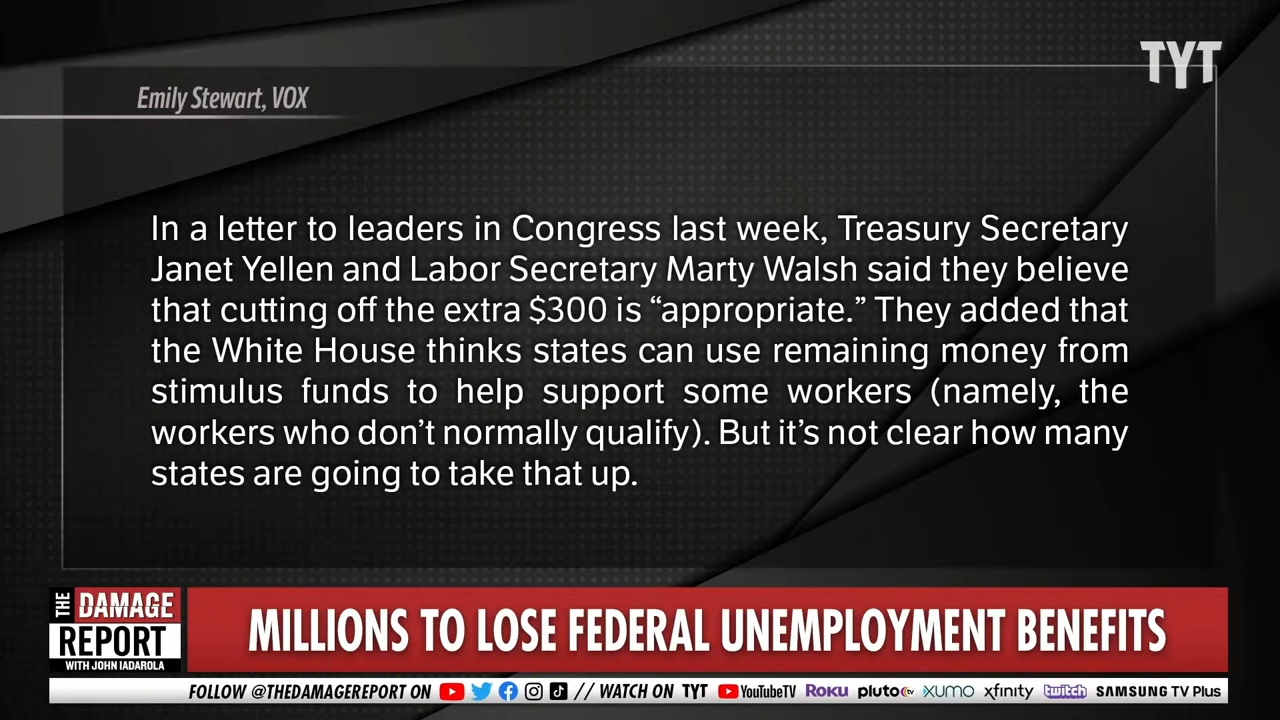 TYT
Emily Stewart, VOX
In a letter to leaders in Congress last week, Treasury Secretary
Janet Yellen and Labor Secretary Marty Walsh said they believe
that cutting off the extra $300 is “appropriate.” They added that
the White House thinks states can use remaining money from
stimulus funds to help support some workers (namely, the
workers who don’t normally qualify). But it’s not clear how many
states are going to take that up.
THE DAMAGE
REPORT
WITH JOHN IADAROLA
MILLIONS TO LOSE FEDERAL UNEMPLOYMENT BENEFITS
FOLLOW @THEDAMAGEREPORT ON // WATCH ON TYT YouTubeTV ROKU pluto tv XUMO xfinity twitch SAMSUNG TV Plus